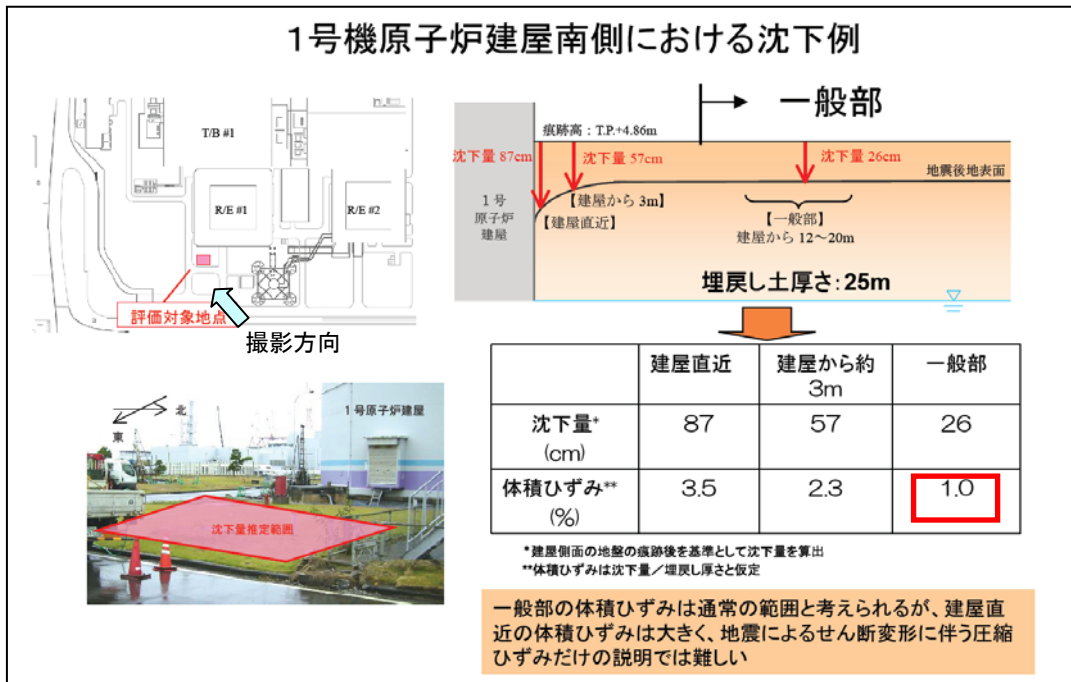 1号機原子炉建屋南側における沈下例
T/B #1
R/E #1
R/E #2
評価対象地点
撮影方向
一般部
痕跡高：T.P.+4.86m
沈下量 87cm
沈下量 57cm
沈下量 26cm
地震後地表面
1号
原子炉
建屋
【建屋から 3m】
【建屋直近】
【一般部】
建屋から 12～20m
埋戻し土厚さ：25m
建屋直近
建屋から約
3m
一般部
沈下量*
(cm)
87
57
26
体積ひずみ**
(%)
3.5
2.3
1.0
*建屋側面の地盤の痕跡後を基準として沈下量を算出
**体積ひずみは沈下量／埋戻し厚さと仮定
北
東
1号原子炉建屋
沈下量推定範囲
一般部の体積ひずみは通常の範囲と考えられるが、建屋直
近の体積ひずみは大きく、地震によるせん断変形に伴う圧縮
ひずみだけの説明では難しい